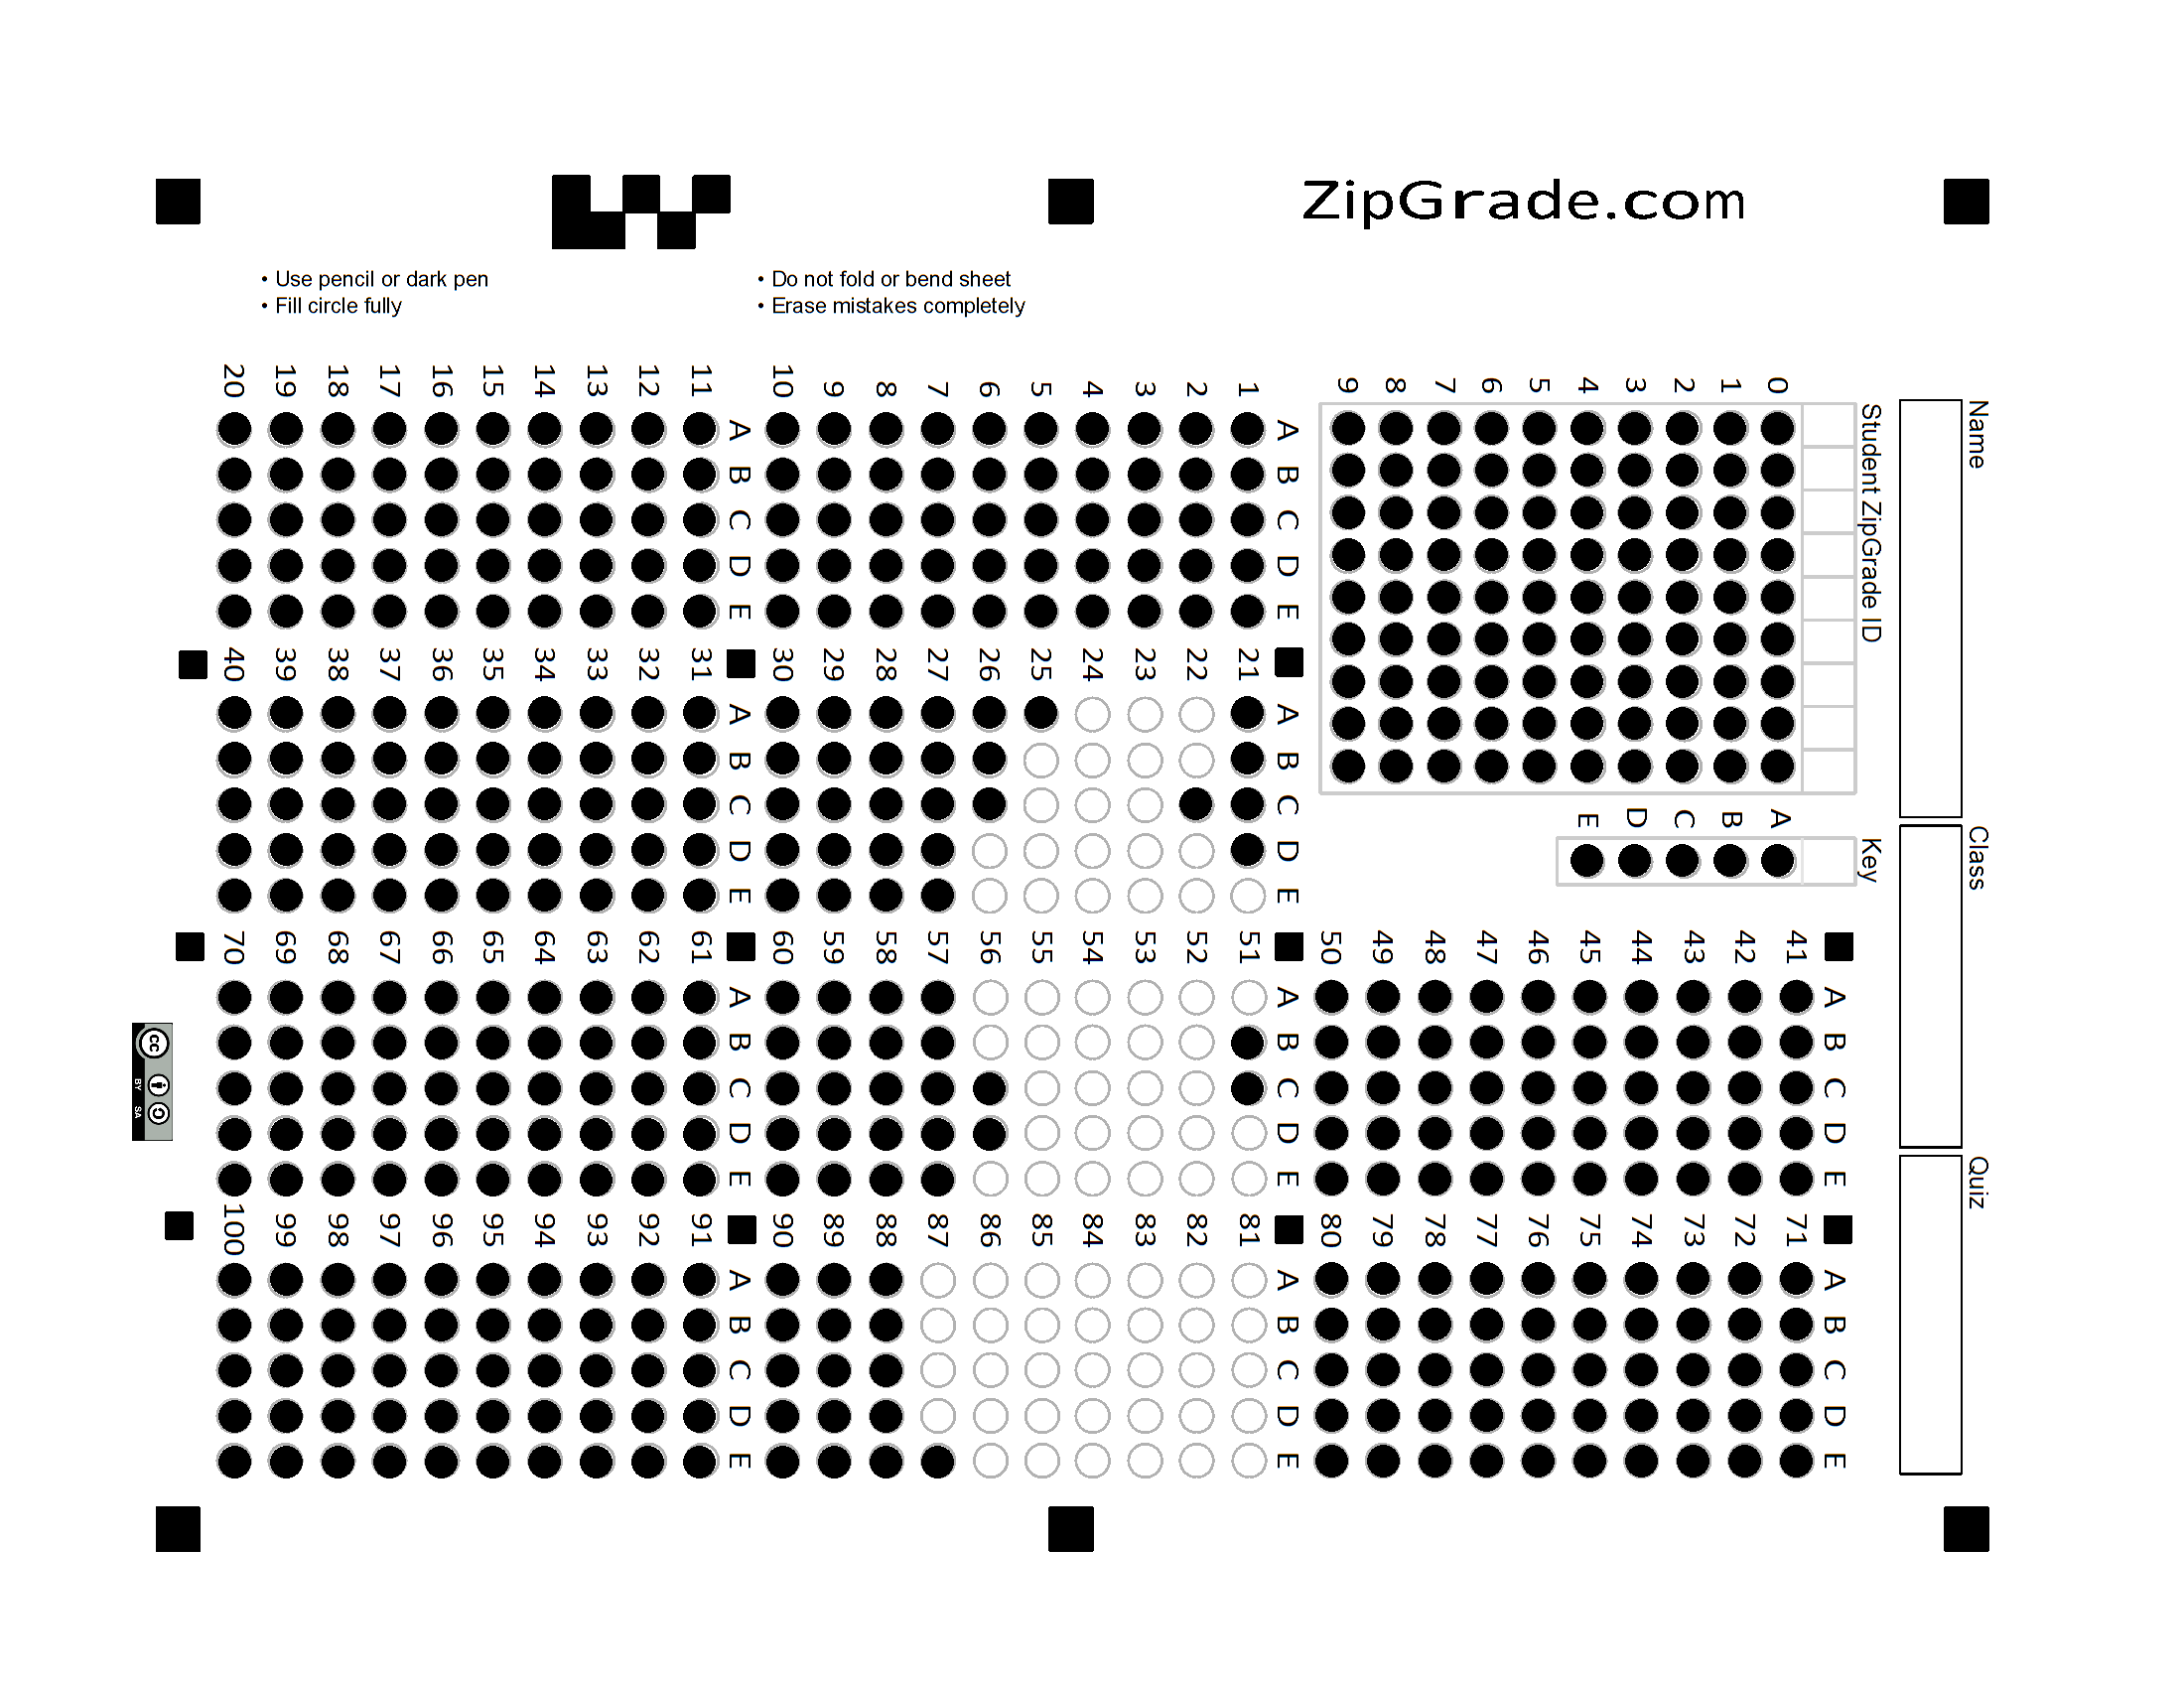 ZipGrade.com
• Use pencil or dark pen
• Fill circle fully
• Do not fold or bend sheet
• Erase mistakes completely
Name
Class
Quiz
Student ZipGrade ID
0 1 2 3 4 5 6 7 8 9
Key
A B C D E
A B C D E
1 2 3 4 5 6 7 8 9 10
A B C D E
11 12 13 14 15 16 17 18 19 20
A B C D E
21 22 23 24 25 26 27 28 29 30
A B C D E
31 32 33 34 35 36 37 38 39 40
A B C D E
41 42 43 44 45 46 47 48 49 50
A B C D E
51 52 53 54 55 56 57 58 59 60
A B C D E
61 62 63 64 65 66 67 68 69 70
A B C D E
71 72 73 74 75 76 77 78 79 80
A B C D E
81 82 83 84 85 86 87 88 89 90
A B C D E
91 92 93 94 95 96 97 98 99 100
A B C D E
cc BY SA